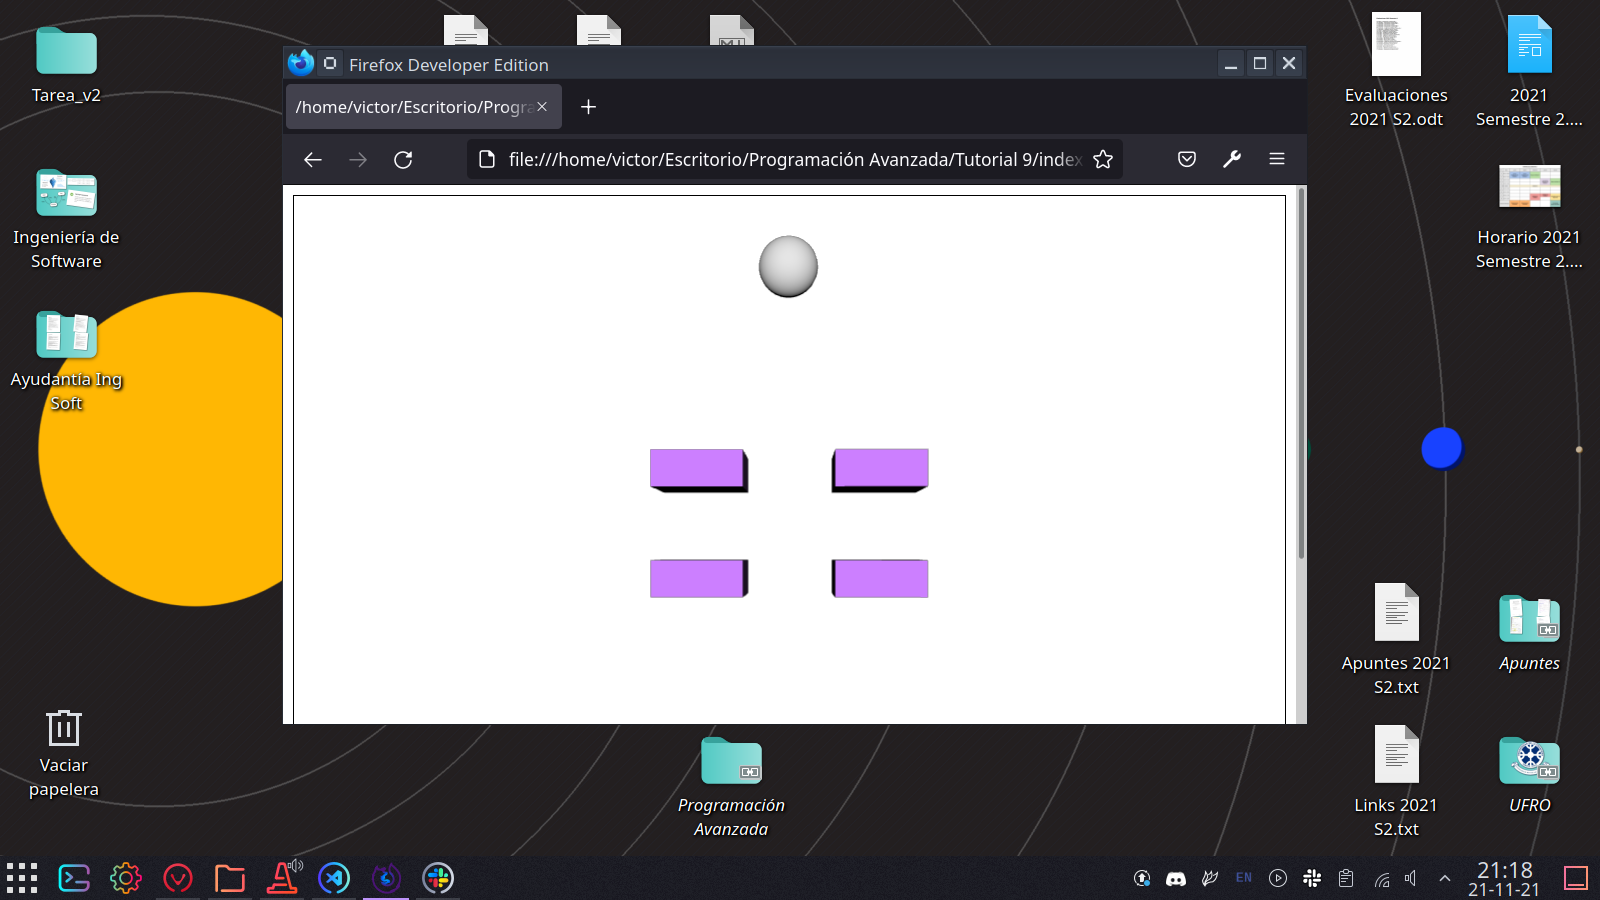 Tarea_v2
Ingeniería de
Software
Ayudantía Ing
Soft
Vaciar
papelera
Firefox Developer Edition
/home/victor/Escritorio/Progra
file:///home/victor/Escritorio/Programación Avanzada/Tutorial 9/index
Programación
Avanzada
Evaluaciones
2021 S2.odt
2021
Semestre 2....
Horario 2021
Semestre 2....
Apuntes 2021
S2.txt
Apuntes
Links 2021
S2.txt
UFRO
EN
21:18
21-11-21